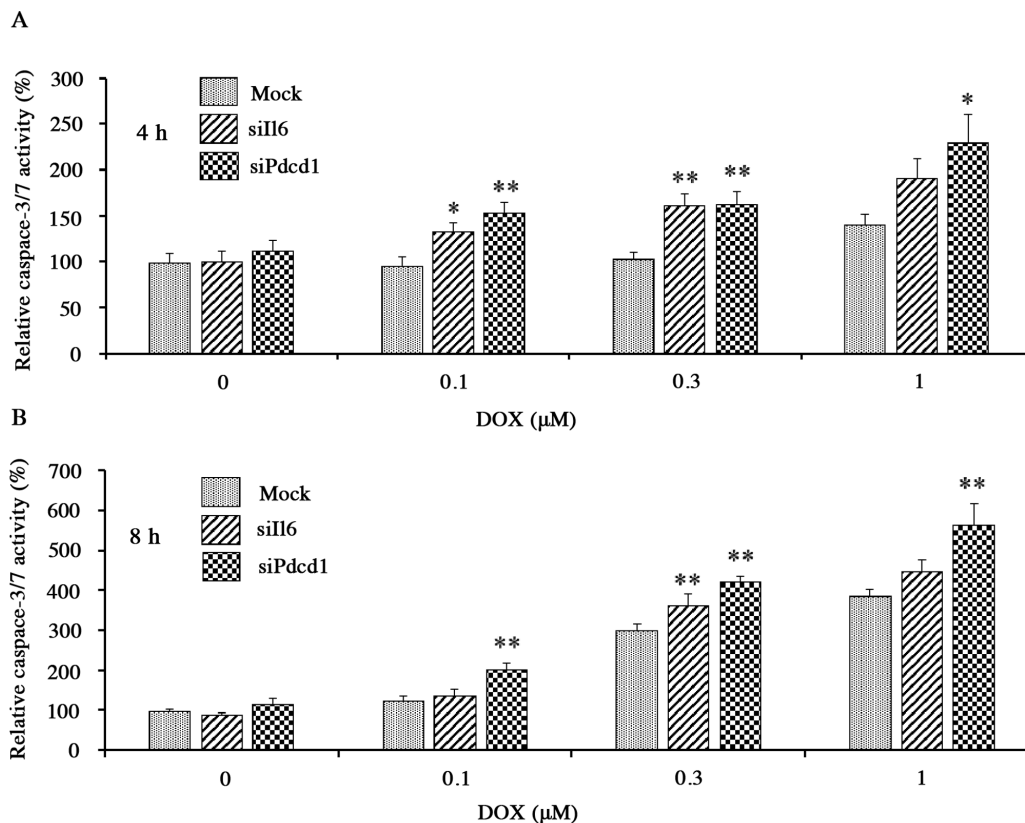 A
Relative caspace-3/7 activity (%)
300
250
200
150
100
50
0
4 h
Mock
siIl6
siPdcd1
*
**
**
**
*
0
0.1
0.3
1
DOX (μM)
B
Relative caspace-3/7 activity (%)
700
600
500
400
300
200
100
0
8 h
Mock
siIl6
siPdcd1
**
**
**
**
0
0.1
0.3
1
DOX (μM)